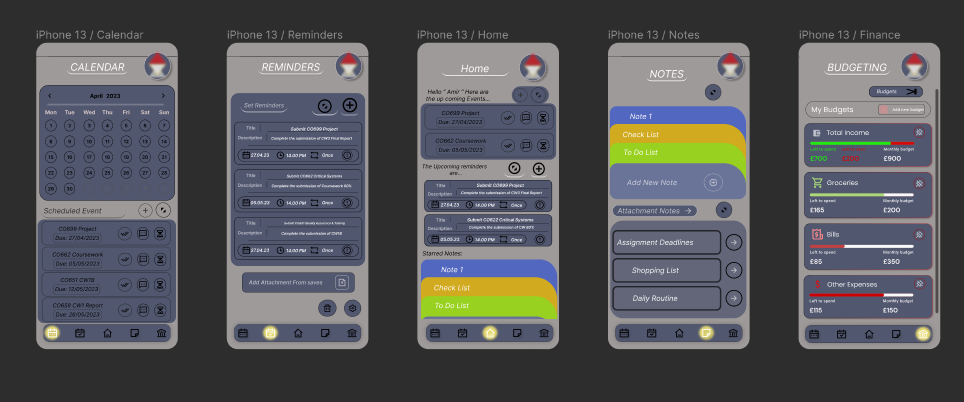 iPhone 13 / Calendar
CALENDAR
April 2023
Mon Tue Wed Thu Fri Sat Sun
1 2 3 4 5 6 7
8 9 10 11 12 13 14
15 16 17 18 19 20 21
22 23 24 25 26 27 28
29 30
Scheduled Event
CO699 Project
Due: 27/04/2023
CO662 Coursework
Due: 05/05/2023
CO651 CWTB
Due: 12/05/2023
CO659 CW1 Report
Due: 28/05/2023
iPhone 13 / Reminders
REMINDERS
Set Reminders
Title Submit CO699 Project
Description Complete the submission of CW3 Final Report
27.04.23 14.00 PM Once
Title Submit CO622 Critical Systems
Description Complete the submission of Coursework 60%
05.05.23 14.00 PM Once
Title
Description Complete the submission of CWTB
27.04.23 14.00 PM Once
Add Attachment From saves
iPhone 13 / Home
Home
Hello " Amir " Here are
the up coming Events...
CO699 Project
Due: 27/04/2023
CO662 Coursework
Due: 05/05/2023
The Upcoming reminders
are...
Title Submit CO699 Project
Description Complete the submission of CW3 Final Report
27.04.23 14.00 PM Once
Title Submit CO622 Critical Systems
Description Complete the submission of CW 60%
05.05.23 14.00 PM Once
Starred Notes:
Note 1
Check List
To Do List
iPhone 13 / Notes
NOTES
Note 1
Check List
To Do List
Add New Note
Attachment Notes
Assignment Deadlines
Shopping List
Daily Routine
iPhone 13 / Finance
BUDGETING
Budgets
My Budgets Add new budget
Total Income
Left to spend Monthly budget
£700 £200 £900
Groceries
Left to spend Monthly budget
£165 £200
Bills
Left to spend Monthly budget
£85 £350
Other Expenses
Left to spend Monthly budget
£115 £150